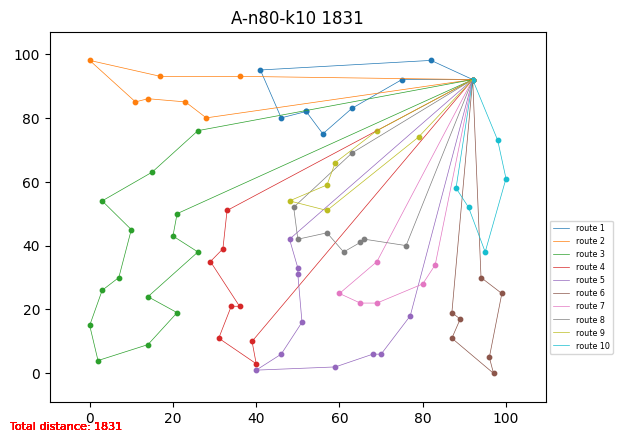 A-n80-k10 1831
100
80
60
40
20
0
0 20 40 60 80 100
route 1
route 2
route 3
route 4
route 5
route 6
route 7
route 8
route 9
route 10
Total distance: 1831